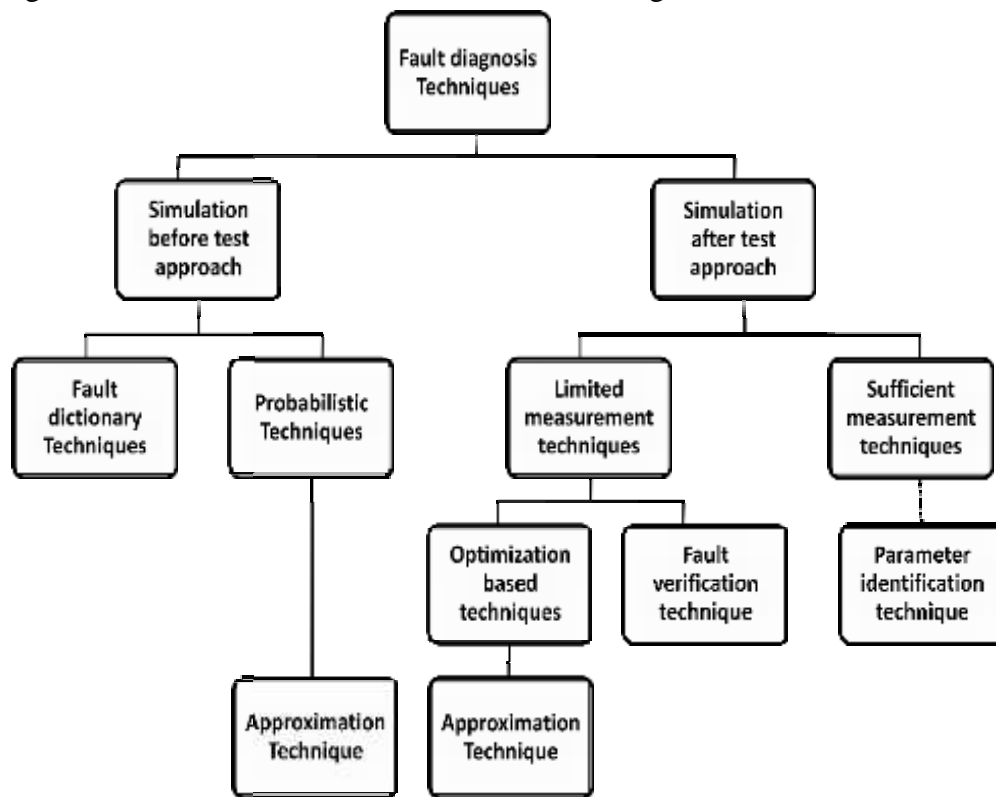 Fault diagnosis
Techniques
Simulation
before test
approach
Simulation
after test
approach
Fault
dictionary
Techniques
Probabilistic
Techniques
Limited
measurement
techniques
Sufficient
measurement
techniques
Optimization
based
techniques
Fault
verification
technique
Parameter
identification
technique
Approximation
Technique
Approximation
Technique